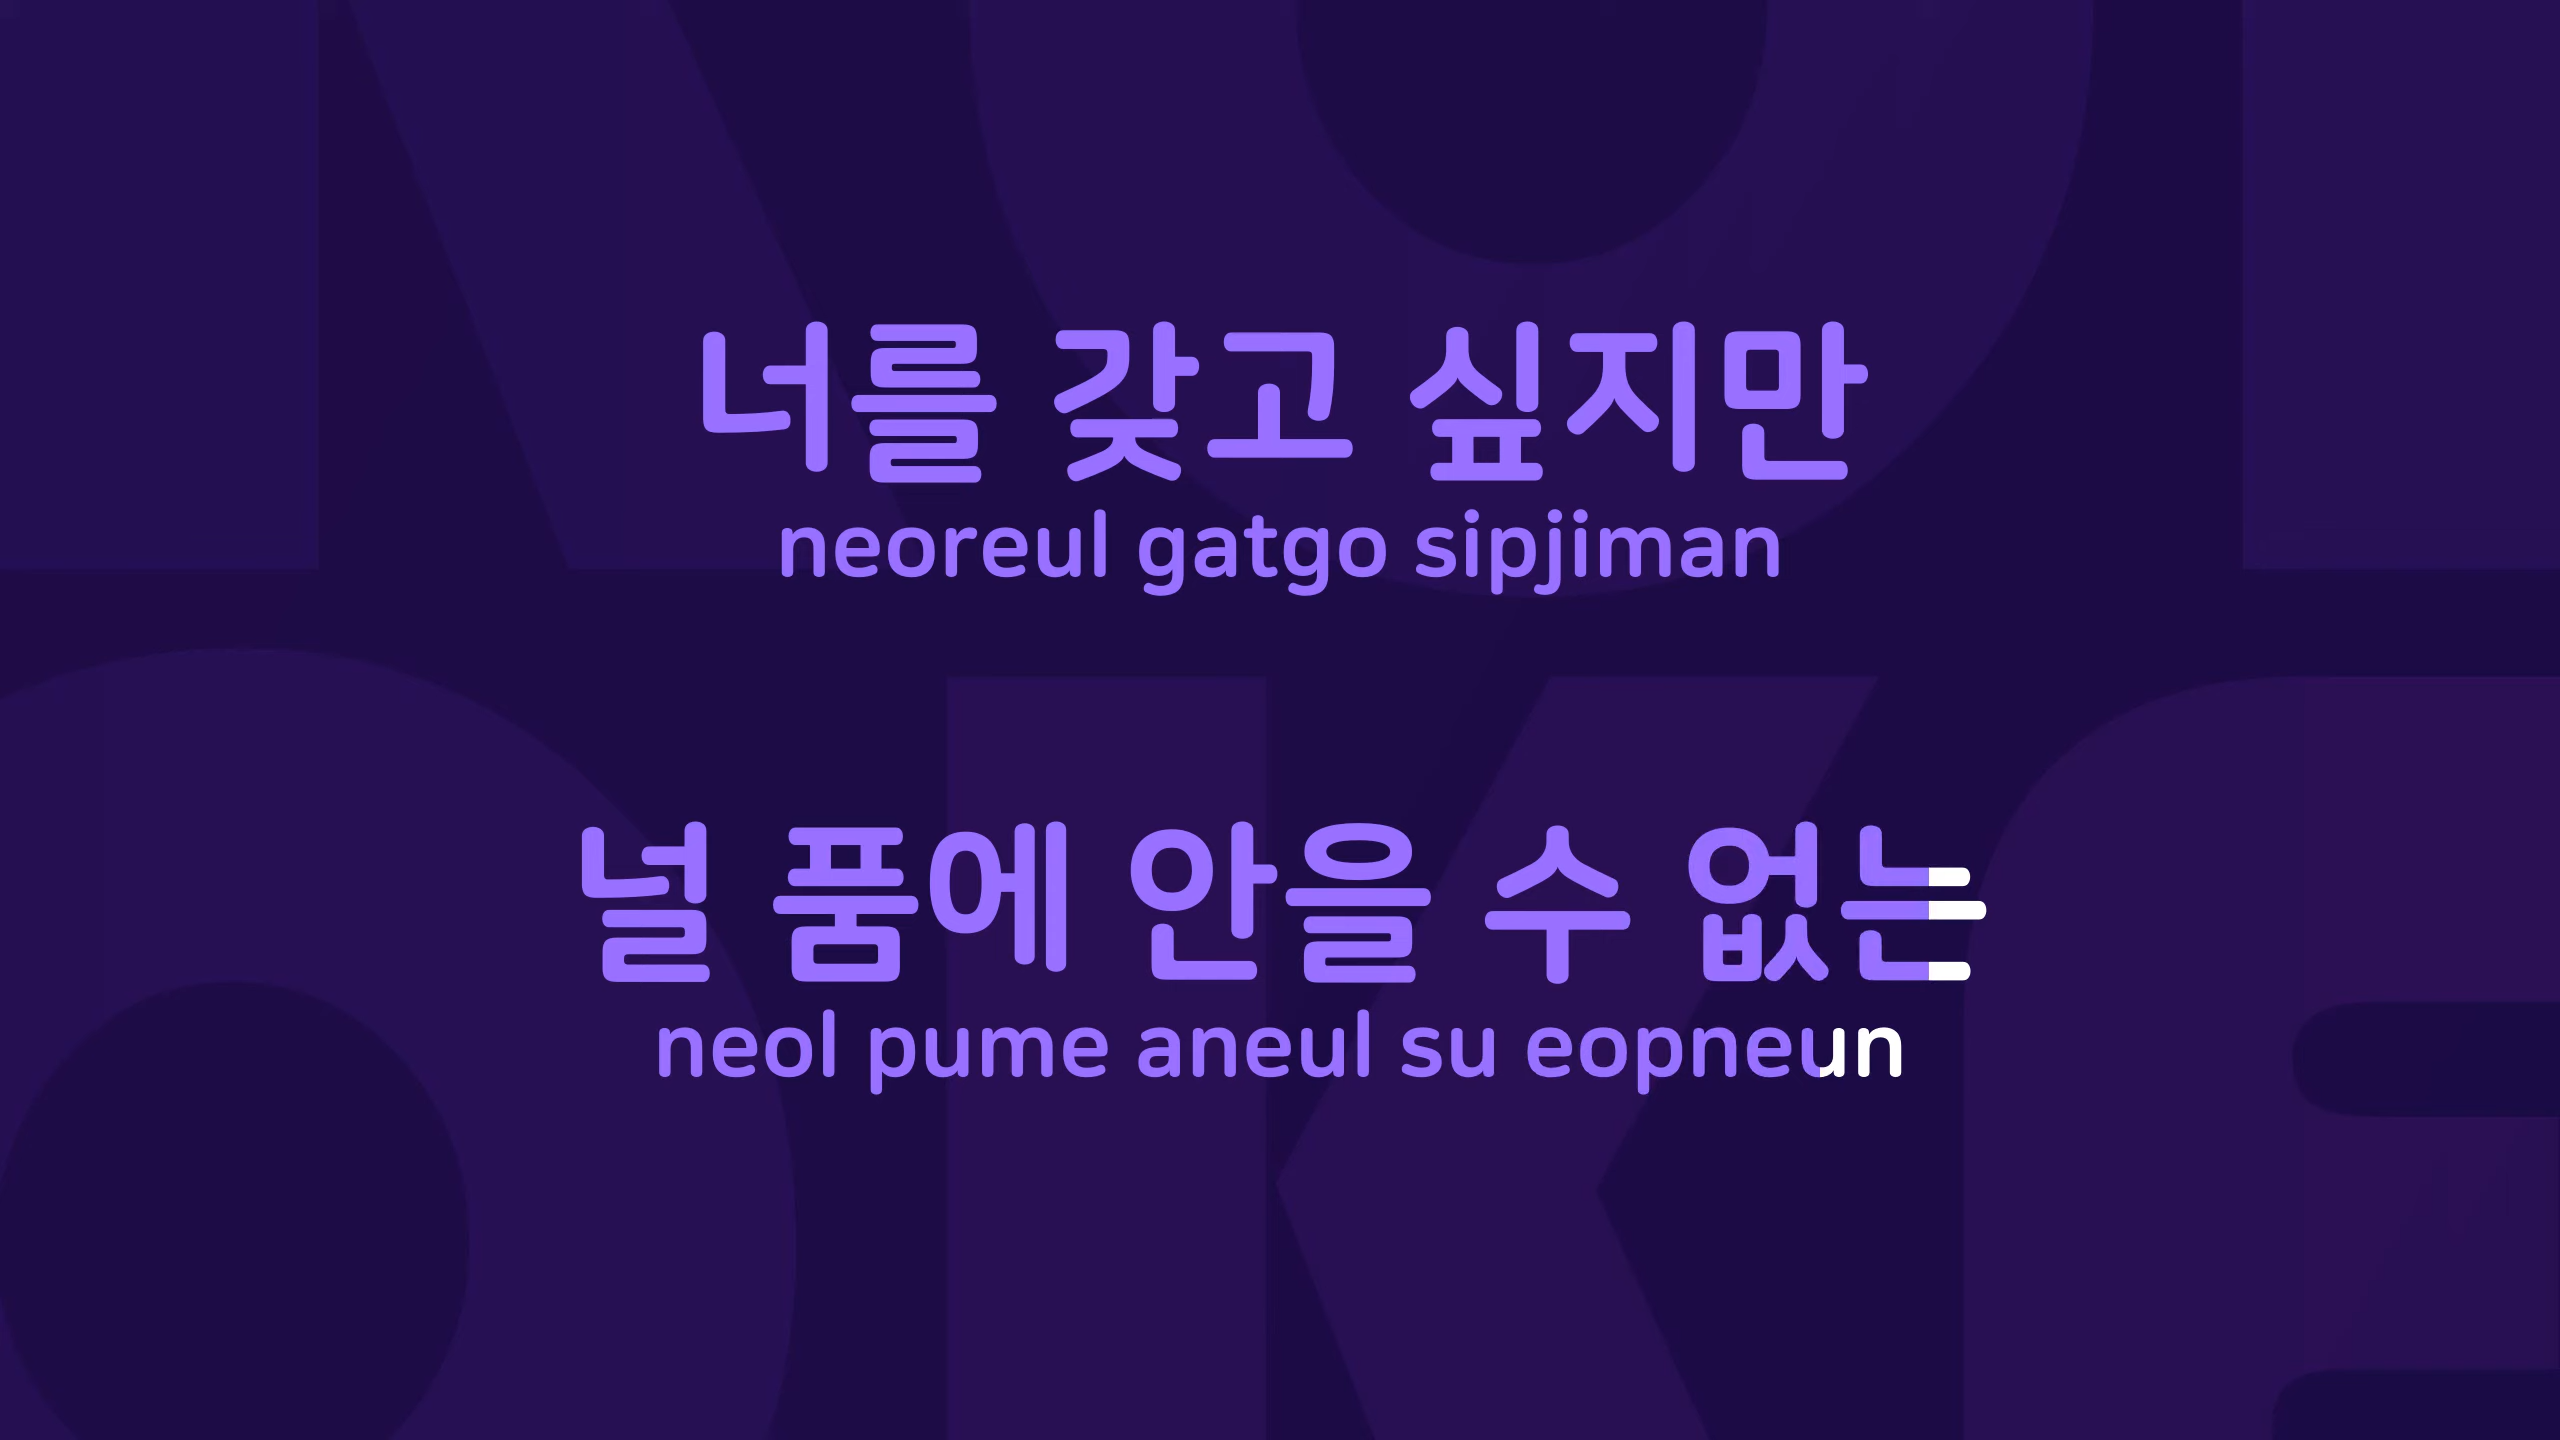 너를 갖고 싶지만
neoreul gatgo sipjiman
널 품에 안을 수 없는
neol pume aneul su eopneun